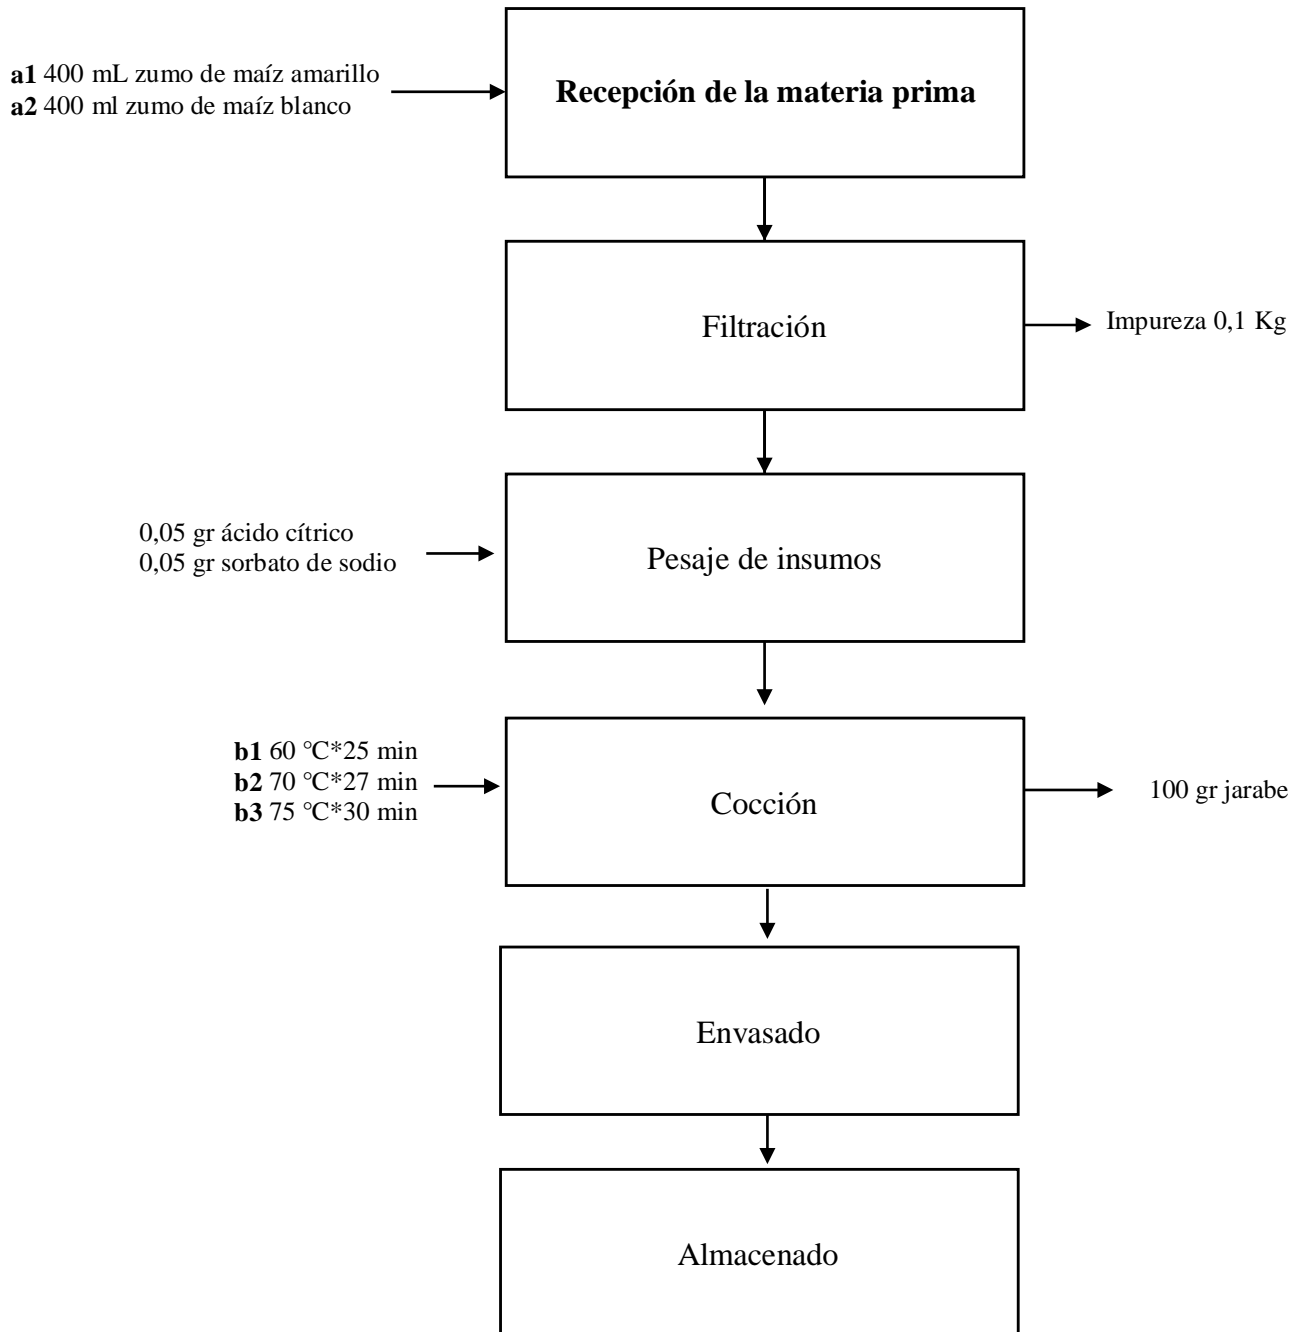 a1 400 mL zumo de maíz amarillo
a2 400 ml zumo de maíz blanco
Recepción de la materia prima
Filtración
Impureza 0,1 Kg
0,05 gr ácido cítrico
0,05 gr sorbato de sodio
Pesaje de insumos
b1 60 °C*25 min
b2 70 °C*27 min
b3 75 °C*30 min
Cocción
100 gr jarabe
Envasado
Almacenado